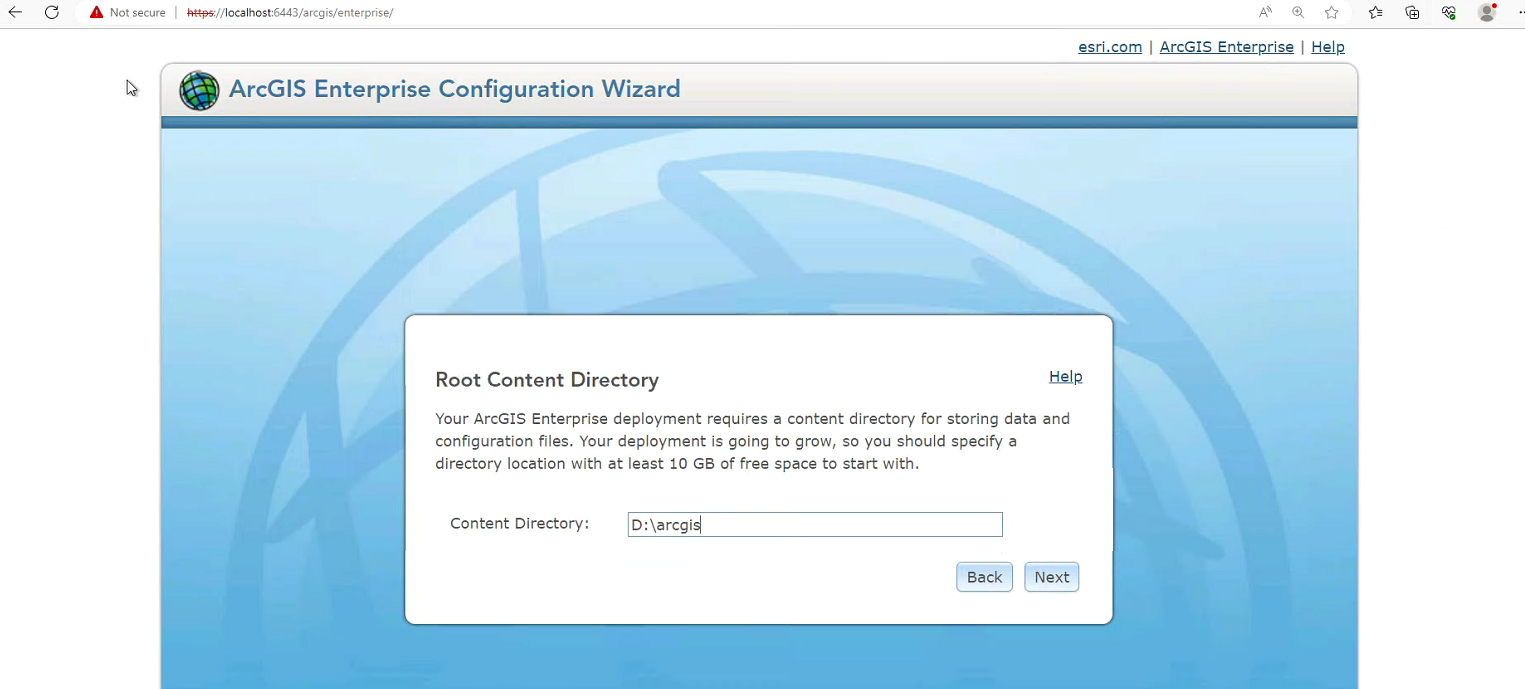 Not secure | https://localhost:6443/arcgis/enterprise/
esri.com | ArcGIS Enterprise | Help
ArcGIS Enterprise Configuration Wizard
Root Content Directory
Help
Your ArcGIS Enterprise deployment requires a content directory for storing data and
configuration files. Your deployment is going to grow, so you should specify a
directory location with at least 10 GB of free space to start with.
Content Directory: D:\arcgis
Back Next